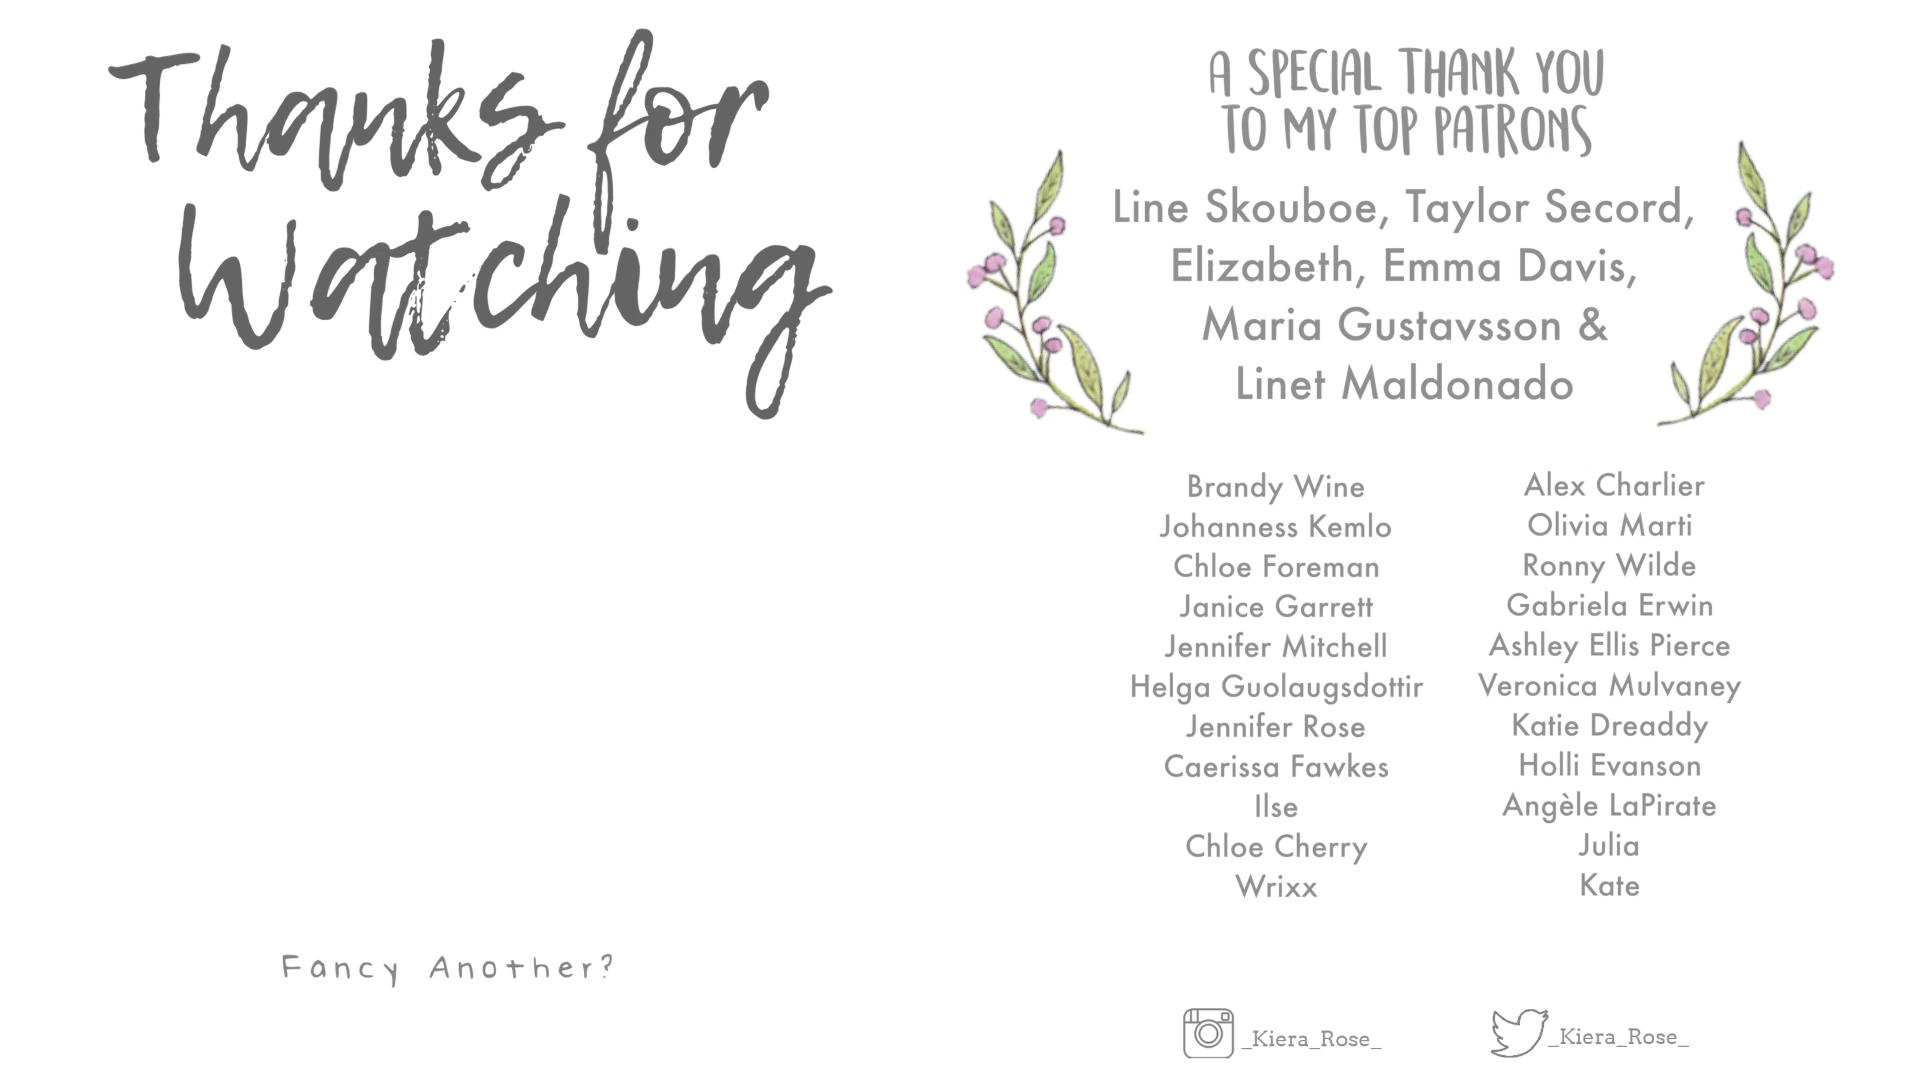 Thanks for
Watching
Fancy Another?
A SPECIAL THANK YOU
TO MY TOP PATRONS
Line Skouboe, Taylor Secord,
Elizabeth, Emma Davis,
Maria Gustavsson &
Linet Maldonado
Brandy Wine
Johanness Kemlo
Chloe Foreman
Janice Garrett
Jennifer Mitchell
Helga Guolaugsdottir
Jennifer Rose
Caerissa Fawkes
Ilse
Chloe Cherry
Wrixx
Alex Charlier
Olivia Marti
Ronny Wilde
Gabriela Erwin
Ashley Ellis Pierce
Veronica Mulvaney
Katie Dreaddy
Holli Evanson
Angèle LaPirate
Julia
Kate
_Kiera_Rose_
_Kiera_Rose_